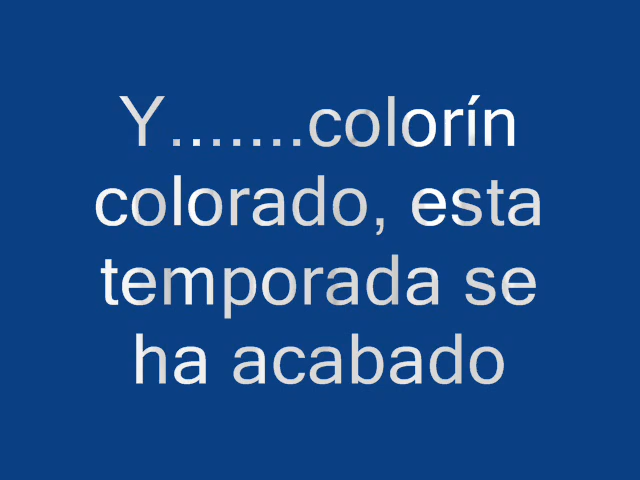 Y.......colorín
colorado, esta
temporada se
ha acabado